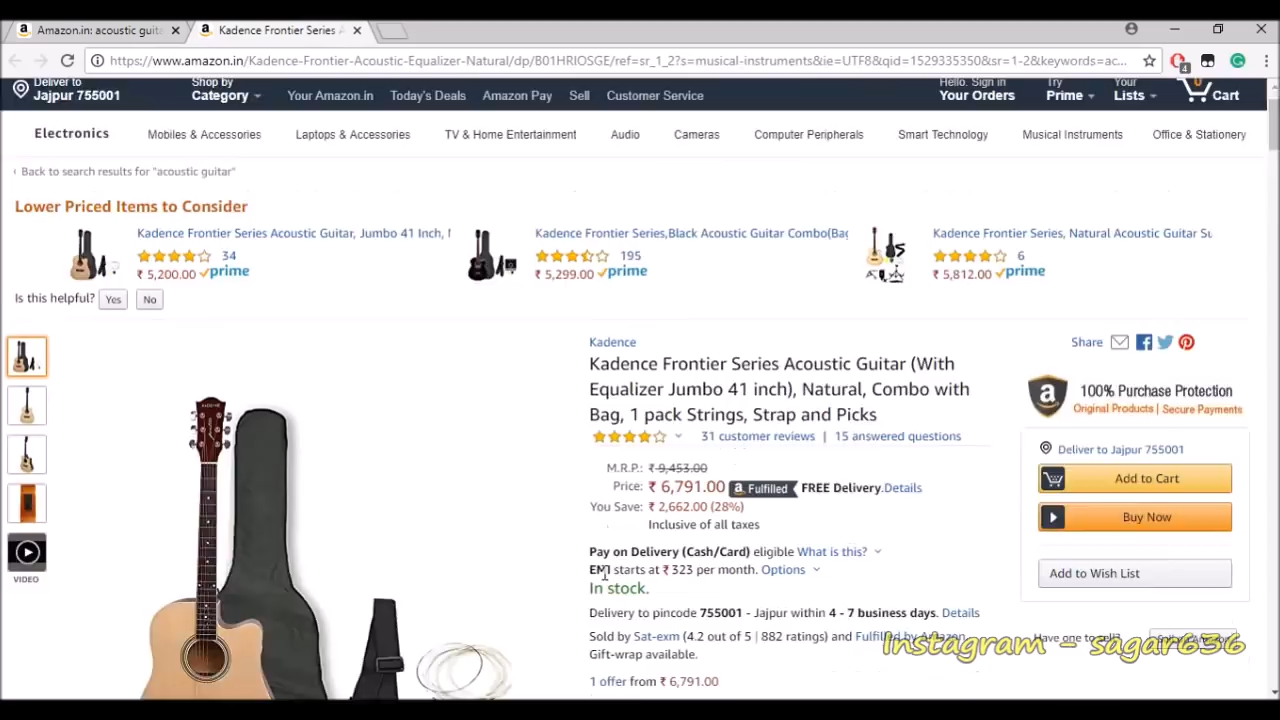 Amazon.in: acoustic guita
Kadence Frontier Series A
https://www.amazon.in/Kadence-Frontier-Acoustic-Equalizer-Natural/dp/B01HRIOSGE/ref=sr_1_2?s=musical-instruments&ie=UTF8&qid=1529335350&sr=1-2&keywords=ac...
4
Deliver to
Jajpur 755001
Shop by
Category
Your Amazon.in
Today's Deals
Amazon Pay
Sell
Customer Service
Hello. Sign in
Your Orders
Try
Prime
Your
Lists
0
Cart
Electronics
Mobiles & Accessories
Laptops & Accessories
TV & Home Entertainment
Audio
Cameras
Computer Peripherals
Smart Technology
Musical Instruments
Office & Stationery
‹ Back to search results for "acoustic guitar"
Lower Priced Items to Consider
Kadence Frontier Series Acoustic Guitar, Jumbo 41 Inch, N
34
₹ 5,200.00 prime
Kadence Frontier Series,Black Acoustic Guitar Combo(Bag
195
₹ 5,299.00 prime
Kadence Frontier Series, Natural Acoustic Guitar Su
6
₹ 5,812.00 prime
Is this helpful? Yes No
VIDEO
Kadence
Kadence Frontier Series Acoustic Guitar (With
Equalizer Jumbo 41 inch), Natural, Combo with
Bag, 1 pack Strings, Strap and Picks
31 customer reviews | 15 answered questions
M.R.P.: ₹ 9,453.00
Price: ₹ 6,791.00 a Fulfilled FREE Delivery.Details
You Save: ₹ 2,662.00 (28%)
Inclusive of all taxes
Pay on Delivery (Cash/Card) eligible What is this?
EMI starts at ₹ 323 per month. Options
In stock.
Delivery to pincode 755001 - Jajpur within 4 - 7 business days. Details
Sold by Sat-exm (4.2 out of 5 | 882 ratings) and Fulfilled by Amazon.
Gift-wrap available.
1 offer from ₹ 6,791.00
Share
100% Purchase Protection
Original Products | Secure Payments
Deliver to Jajpur 755001
Add to Cart
Buy Now
Add to Wish List
Have one to sell?
Instagram - sagar636